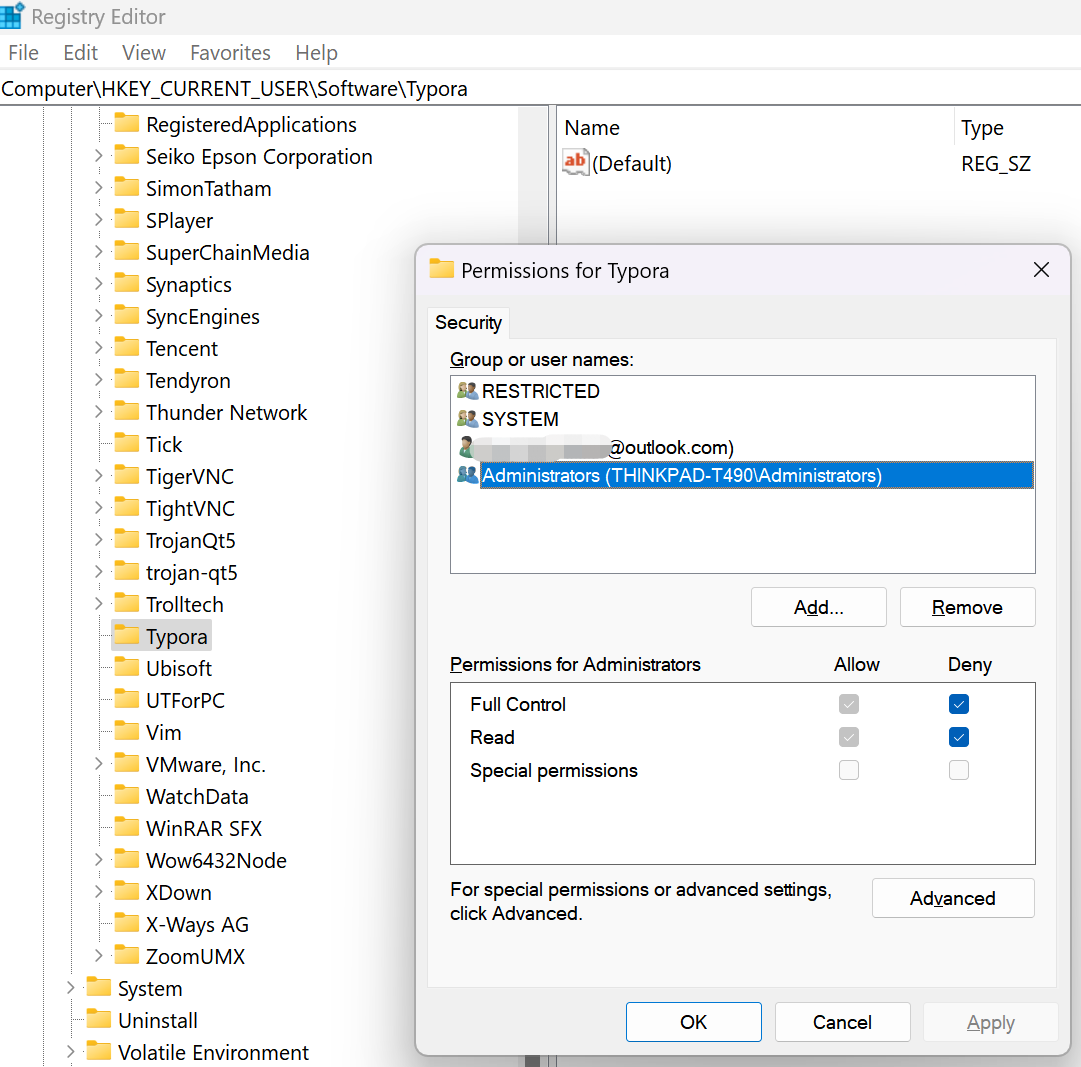 Registry Editor
File Edit View Favorites Help
Computer\HKEY_CURRENT_USER\Software\Typora
RegisteredApplications
Seiko Epson Corporation
SimonTatham
SPlayer
SuperChainMedia
Synaptics
SyncEngines
Tencent
Tendyron
Thunder Network
Tick
TigerVNC
TightVNC
TrojanQt5
trojan-qt5
Trolltech
Typora
Ubisoft
UTForPC
Vim
VMware, Inc.
WatchData
WinRAR SFX
Wow6432Node
XDown
X-Ways AG
ZoomUMX
System
Uninstall
Volatile Environment
Name Type
ab (Default) REG_SZ
Permissions for Typora
Security
Group or user names:
RESTRICTED
SYSTEM
@outlook.com)
Administrators (THINKPAD-T490\Administrators)
Add... Remove
Permissions for Administrators Allow Deny
Full Control
Read
Special permissions
For special permissions or advanced settings,
click Advanced.
Advanced
OK Cancel Apply